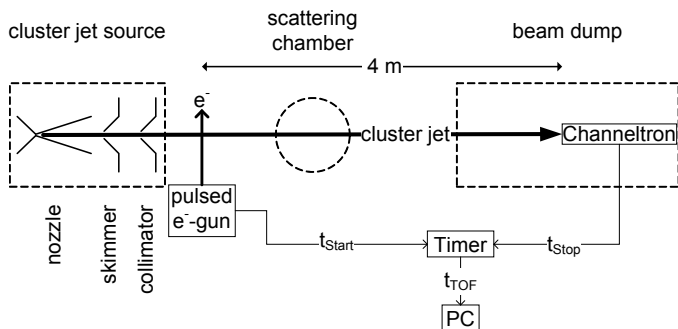 cluster jet source
scattering
chamber
beam dump
4 m
e-
cluster jet
Channeltron
pulsed
e--gun
nozzle
skimmer
collimator
tStart
Timer
tStop
tTOF
PC